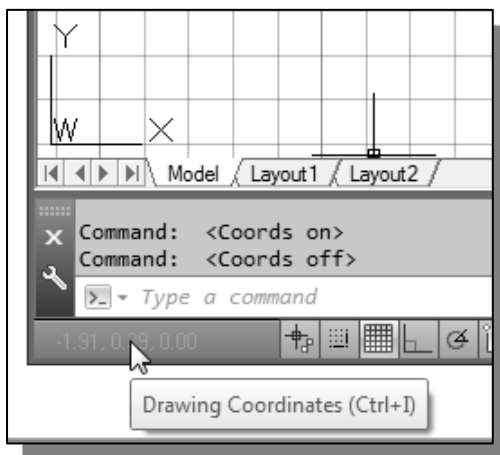 Y
W X
Model Layout1 Layout2
Command: <Coords on>
Command: <Coords off>
Type a command
-1.91, 0.39, 0.00
Drawing Coordinates (Ctrl+I)